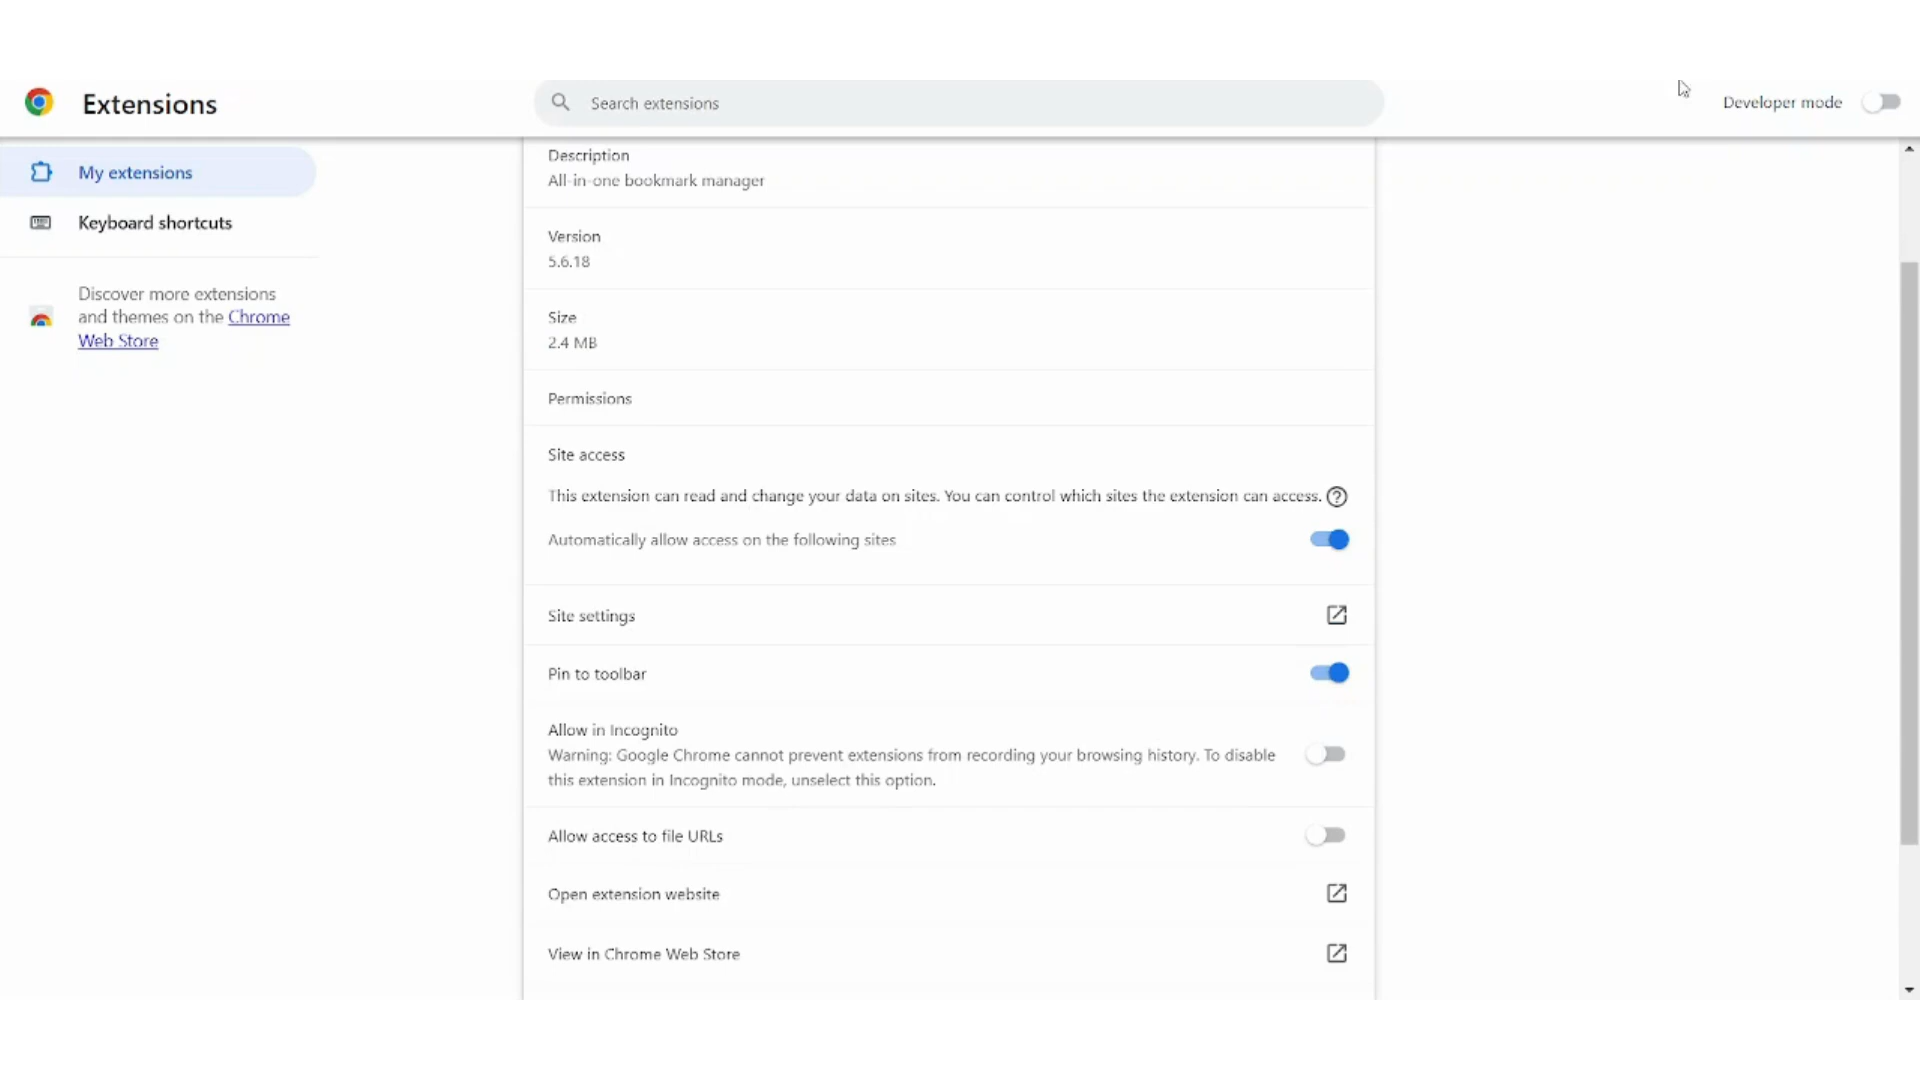 Extensions
Search extensions
Developer mode
My extensions
Keyboard shortcuts
Discover more extensions
and themes on the Chrome
Web Store
Description
All-in-one bookmark manager
Version
5.6.18
Size
2.4 MB
Permissions
Site access
This extension can read and change your data on sites. You can control which sites the extension can access.
Automatically allow access on the following sites
Site settings
Pin to toolbar
Allow in Incognito
Warning: Google Chrome cannot prevent extensions from recording your browsing history. To disable
this extension in Incognito mode, unselect this option.
Allow access to file URLs
Open extension website
View in Chrome Web Store